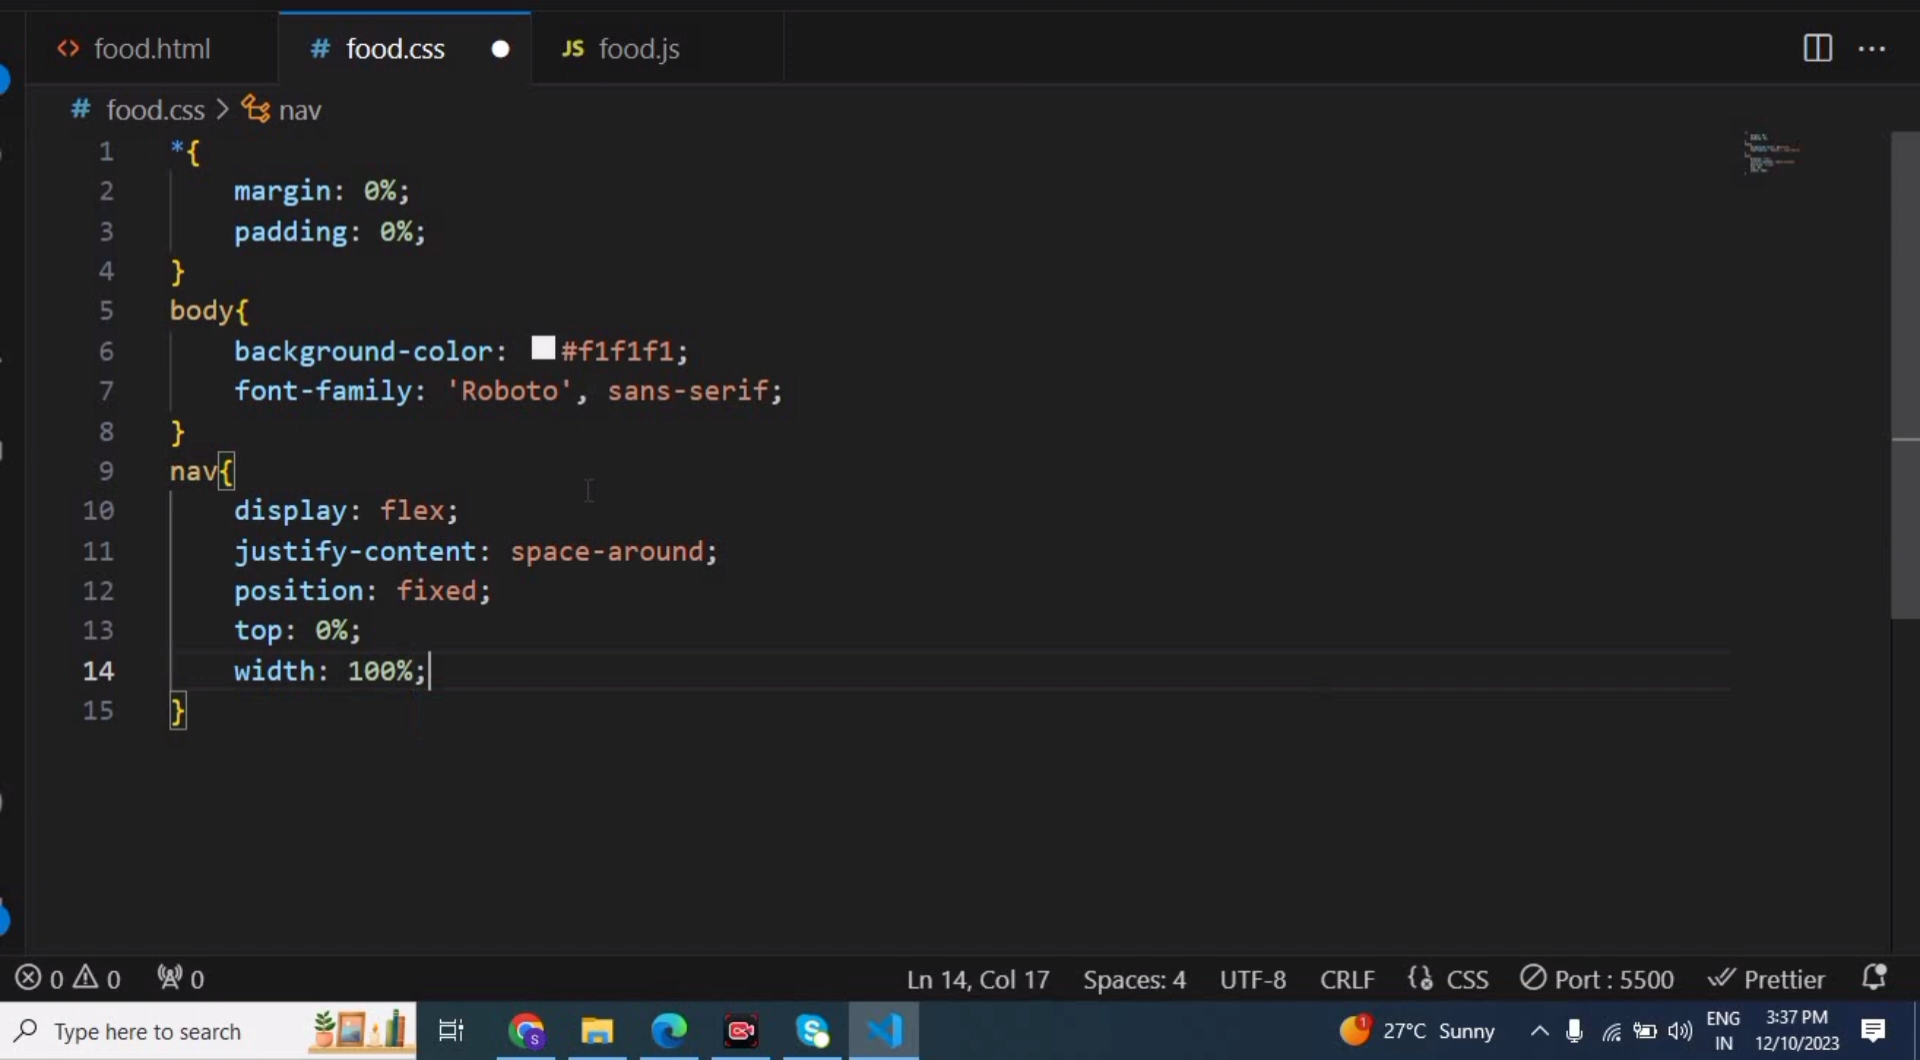 <> food.html
# food.css
JS food.js
# food.css > nav
1 *{
2 margin: 0%;
3 padding: 0%;
4 }
5 body{
6 background-color: #f1f1f1;
7 font-family: 'Roboto', sans-serif;
8 }
9 nav{
10 display: flex;
11 justify-content: space-around;
12 position: fixed;
13 top: 0%;
14 width: 100%;
15 }
0 0 0 Ln 14, Col 17 Spaces: 4 UTF-8 CRLF CSS Port : 5500 Prettier
Type here to search S 1 27°C Sunny ENG IN 3:37 PM 12/10/2023